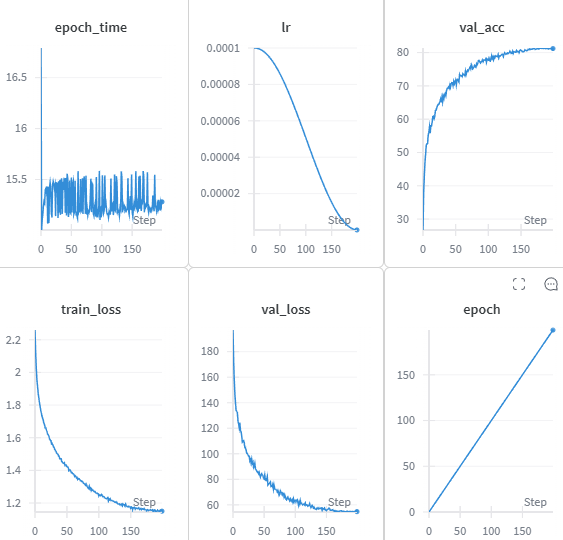 epoch_time
16.5
16
15.5
Step
0 50 100 150
lr
0.0001
0.00008
0.00006
0.00004
0.00002
Step
0 50 100 150
val_acc
80
70
60
50
40
30
Step
0 50 100 150
train_loss
2.2
2
1.8
1.6
1.4
1.2
Step
0 50 100 150
val_loss
180
160
140
120
100
80
60
Step
0 50 100 150
epoch
150
100
50
0
Step
0 50 100 150